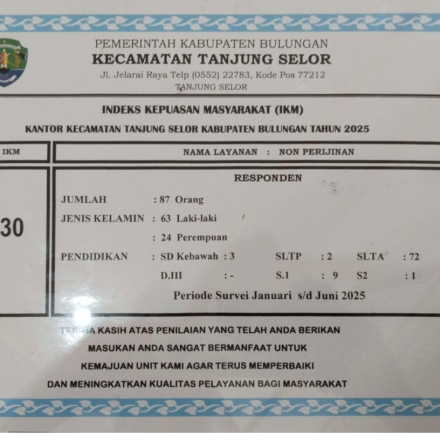 PEMERINTAH KABUPATEN BULUNGAN
KECAMATAN TANJUNG SELOR
Jl. Jelarai Raya Telp (0552) 22783, Kode Pos 77212
TANJUNG SELOR
INDEKS KEPUASAN MASYARAKAT (IKM)
KANTOR KECAMATAN TANJUNG SELOR KABUPATEN BULUNGAN TAHUN 2025
IKM
NAMA LAYANAN : NON PERIJINAN
30
RESPONDEN
JUMLAH : 87 Orang
JENIS KELAMIN : 63 Laki-laki
: 24 Perempuan
PENDIDIKAN : SD Kebawah : 3 SLTP : 2 SLTA : 72
D.III : - S.1 : 9 S2 : 1
Periode Survei Januari s/d Juni 2025
TERIMA KASIH ATAS PENILAIAN YANG TELAH ANDA BERIKAN
MASUKAN ANDA SANGAT BERMANFAAT UNTUK
KEMAJUAN UNIT KAMI AGAR TERUS MEMPERBAIKI
DAN MENINGKATKAN KUALITAS PELAYANAN BAGI MASYARAKAT